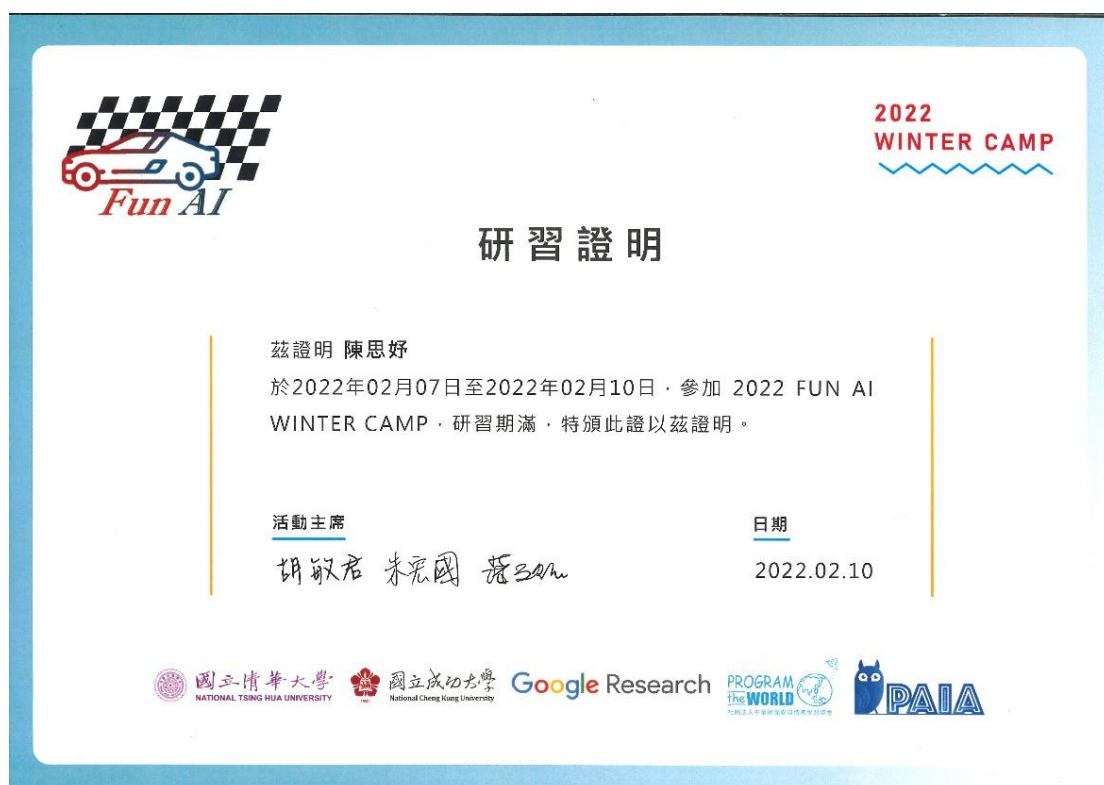 Fun AI
2022
WINTER CAMP
研習證明
茲證明 陳思妤
於2022年02月07日至2022年02月10日，參加 2022 FUN AI
WINTER CAMP，研習期滿，特頒此證以茲證明。
活動主席
日期
胡敏君 朱宏國
2022.02.10
國立清華大學
NATIONAL TSING HUA UNIVERSITY
國立成功大學
National Cheng Kung University
Google Research
PROGRAM
the WORLD
PAIA